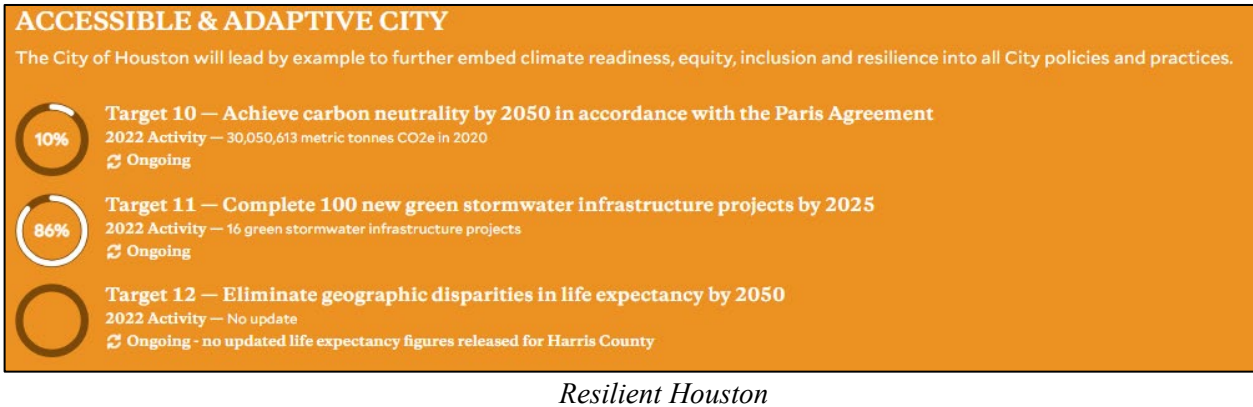 ACCESSIBLE & ADAPTIVE CITY
The City of Houston will lead by example to further embed climate readiness, equity, inclusion and resilience into all City policies and practices.
10%
Target 10 — Achieve carbon neutrality by 2050 in accordance with the Paris Agreement
2022 Activity — 30,050,613 metric tonnes CO2e in 2020
Ongoing
86%
Target 11 — Complete 100 new green stormwater infrastructure projects by 2025
2022 Activity — 16 green stormwater infrastructure projects
Ongoing
Target 12 — Eliminate geographic disparities in life expectancy by 2050
2022 Activity — No update
Ongoing - no updated life expectancy figures released for Harris County
Resilient Houston